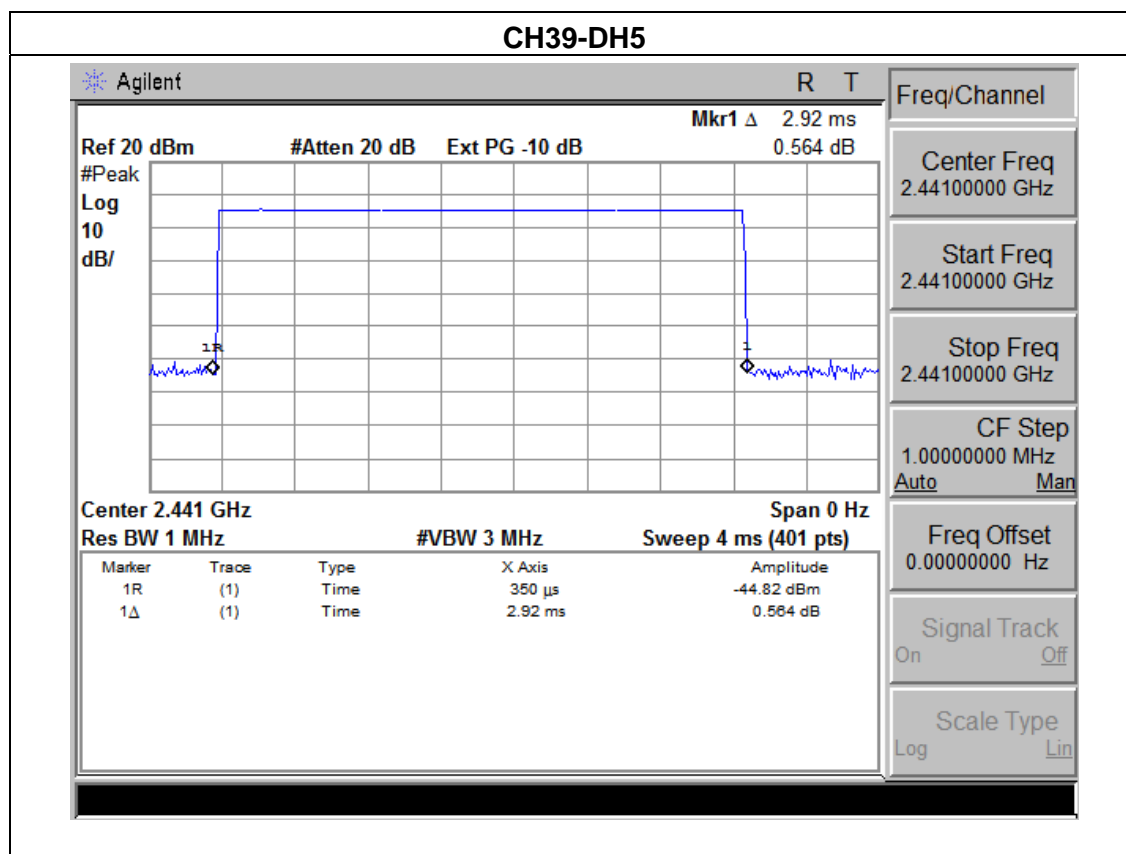 CH39-DH5
Agilent R T
Mkr1 Δ 2.92 ms
Ref 20 dBm #Atten 20 dB Ext PG -10 dB 0.564 dB
#Peak
Log
10
dB/
1R
1
Center 2.441 GHz Span 0 Hz
Res BW 1 MHz #VBW 3 MHz Sweep 4 ms (401 pts)
Marker Trace Type X Axis Amplitude
1R (1) Time 350 µs -44.82 dBm
1Δ (1) Time 2.92 ms 0.564 dB
Freq/Channel
Center Freq
2.44100000 GHz
Start Freq
2.44100000 GHz
Stop Freq
2.44100000 GHz
CF Step
1.00000000 MHz
Auto Man
Freq Offset
0.00000000 Hz
Signal Track
On Off
Scale Type
Log Lin